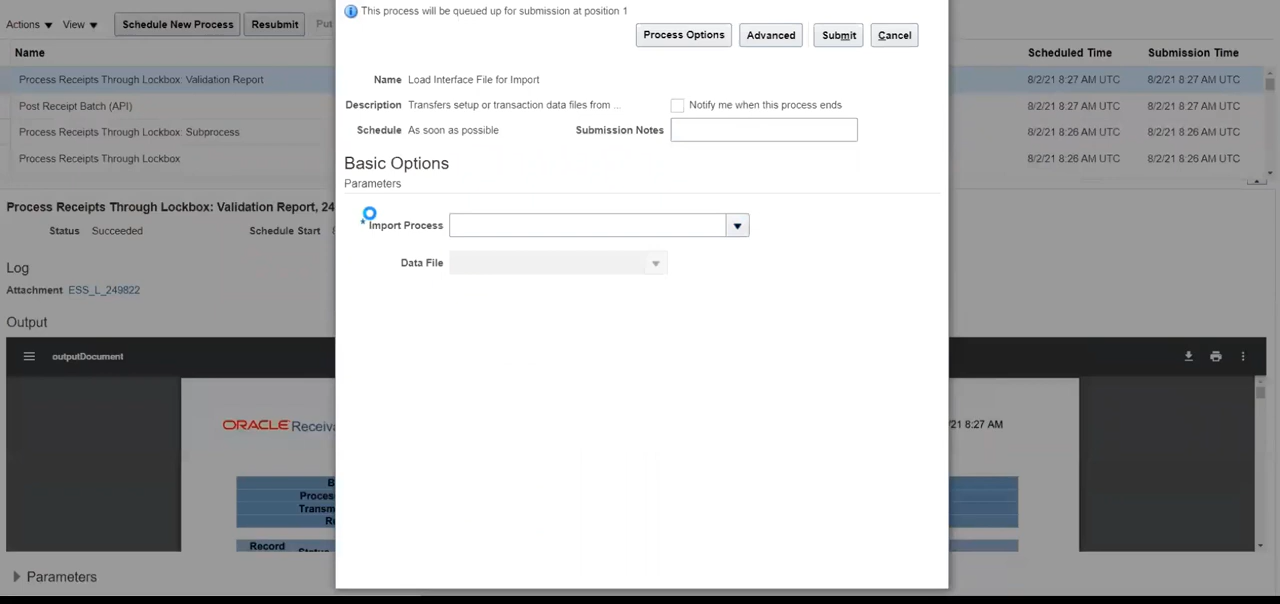 This process will be queued up for submission at position 1
Actions View Schedule New Process Resubmit Put
Process Options Advanced Submit Cancel
Name Scheduled Time Submission Time
Process Receipts Through Lockbox: Validation Report 8/2/21 8:27 AM UTC 8/2/21 8:27 AM UTC
Post Receipt Batch (API) 8/2/21 8:27 AM UTC 8/2/21 8:27 AM UTC
Process Receipts Through Lockbox: Subprocess 8/2/21 8:26 AM UTC 8/2/21 8:26 AM UTC
Process Receipts Through Lockbox 8/2/21 8:26 AM UTC 8/2/21 8:26 AM UTC
Name Load Interface File for Import
Description Transfers setup or transaction data files from ... Notify me when this process ends
Schedule As soon as possible Submission Notes
Basic Options
Parameters
* Import Process
Data File
Process Receipts Through Lockbox: Validation Report, 24
Status Succeeded Schedule Start
Log
Attachment ESS_L_249822
Output
outputDocument
ORACLE Receiva /21 8:27 AM
B
Proces
Transm
R
Record Status
Parameters